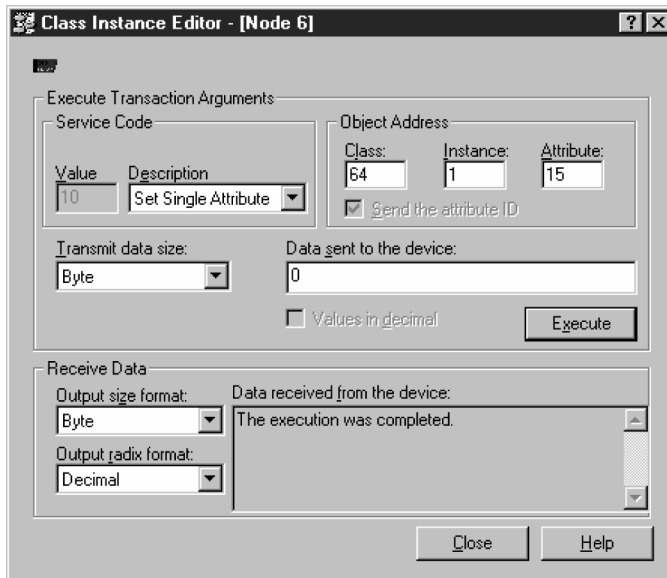 Class Instance Editor - [Node 6]
Execute Transaction Arguments
Service Code
Value
Description
10
Set Single Attribute
Object Address
Class:
Instance:
Attribute:
64
1
15
Send the attribute ID
Transmit data size:
Byte
Data sent to the device:
0
Values in decimal
Execute
Receive Data
Output size format:
Byte
Output radix format:
Decimal
Data received from the device:
The execution was completed.
Close
Help